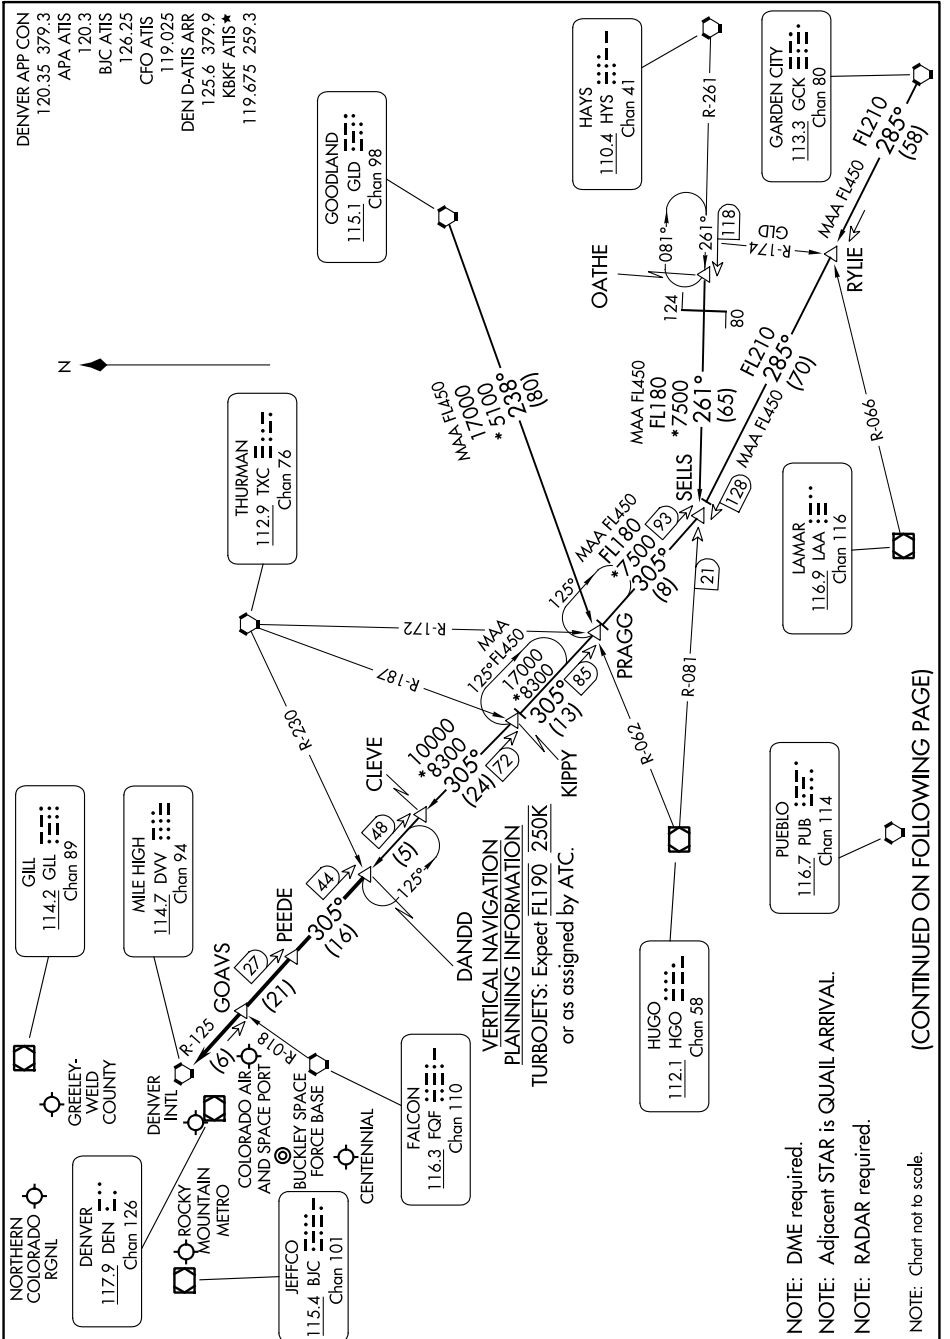 DENVER APP CON
120.35 379.3
APA ATIS
120.3
BJC ATIS
126.25
CFO ATIS
119.025
DEN D-ATIS ARR
125.6 379.9
KBKF ATIS★
119.675 259.3
NORTHERN
COLORADO
RGNL
GREELEY-
WELD
COUNTY
GILL
114.2 GLL
Chan 89
MILE HIGH
114.7 DVV
Chan 94
DENVER
INTL
DENVER
117.9 DEN
Chan 126
ROCKY
MOUNTAIN
METRO
JEFFCO
115.4 BJC
Chan 101
COLORADO AIR
AND SPACE PORT
BUCKLEY SPACE
FORCE BASE
CENTENNIAL
FALCON
116.3 FQF
Chan 110
R-018
R-125
(6)
GOAVS
27
(21)
PEEDE
305°
(16)
44
DANDD
125°
(5)
48
CLEVE
10000
*8300
305°
(24)
72
KIPPY
MAA
FL450
125°
17000
*8300
305°
(13)
85
PRAGG
125°
MAA FL450
FL180
*7500
305°
(8)
93
SELLS
128
THURMAN
112.9 TXC
Chan 76
R-230
R-187
R-172
N
GOODLAND
115.1 GLD
Chan 98
MAA FL450
17000
*5100
238°
(80)
HAYS
110.4 HYS
Chan 41
R-261
OATHE
081°
261°
118
124
80
MAA FL450
FL180
*7500
261°
(65)
R-174
GLD
GARDEN CITY
113.3 GCK
Chan 80
MAA FL450
FL210
285°
(58)
RYLIE
MAA FL450
FL210
285°
(70)
R-066
LAMAR
116.9 LAA
Chan 116
R-062
R-081
21
HUGO
112.1 HGO
Chan 58
PUEBLO
116.7 PUB
Chan 114
VERTICAL NAVIGATION
PLANNING INFORMATION
TURBOJETS: Expect FL190 250K
or as assigned by ATC.
NOTE: DME required.
NOTE: Adjacent STAR is QUAIL ARRIVAL.
NOTE: RADAR required.
NOTE: Chart not to scale.
(CONTINUED ON FOLLOWING PAGE)